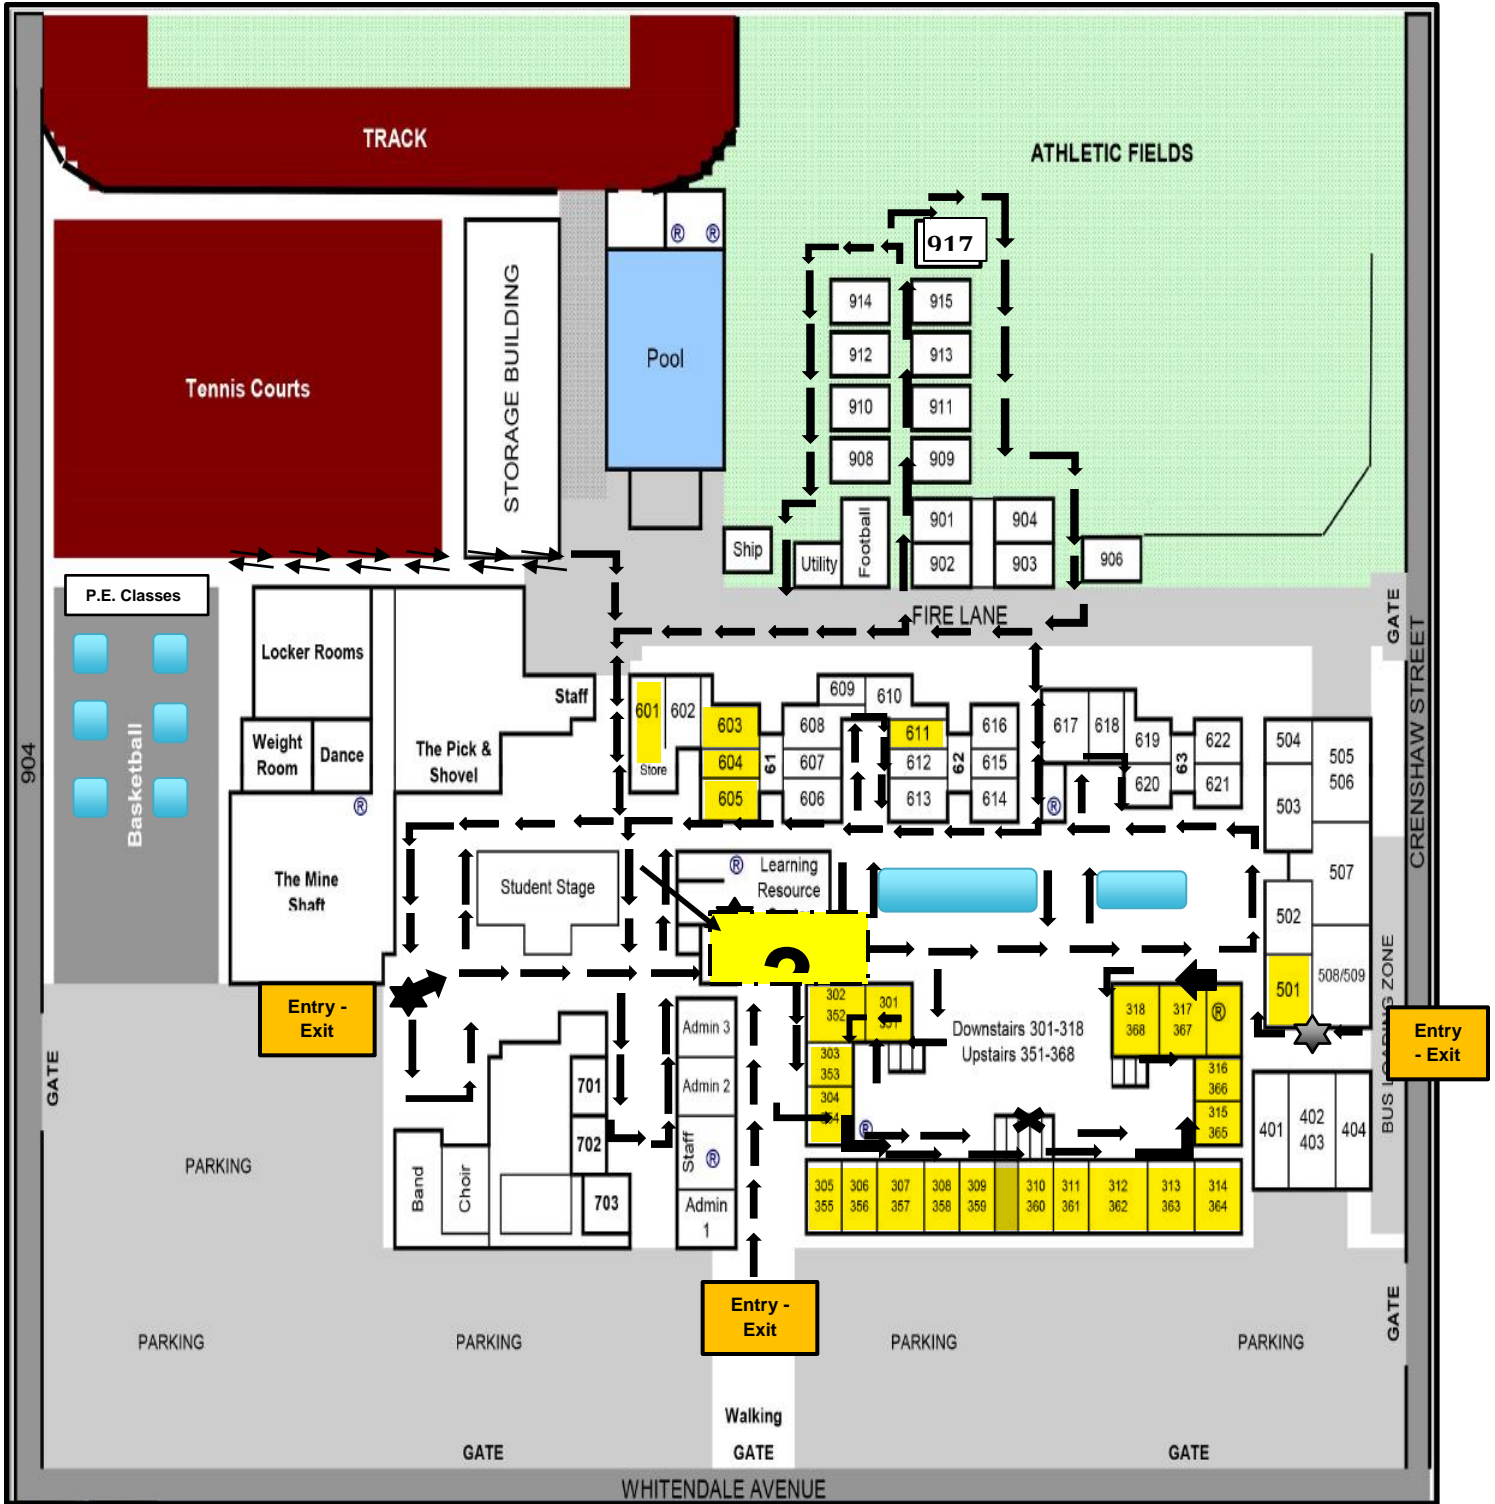 TRACK
ATHLETIC FIELDS
® ®
917
STORAGE BUILDING
914
915
Pool
912
913
Tennis Courts
910
911
908
909
901
904
Football
Ship
Utility
902
903
906
P.E. Classes
FIRE LANE
GATE
Locker Rooms
Staff
601
602
603
609
610
608
611
616
617
618
619
622
504
505
506
Weight
Room
Dance
The Pick &
Shovel
Store
604
61
607
612
62
615
620
63
621
503
605
606
613
614
®
904
Basketball
®
CRENSHAW STREET
The Mine
Shaft
Student Stage
® Learning
Resource
507
502
501
508/509
Entry -
Exit
302
352
301
Admin 3
Downstairs 301-318
Upstairs 351-368
318
368
317
367
®
BUS LOADING ZONE
Entry
- Exit
GATE
303
353
304
Admin 2
701
702
703
316
366
315
365
401
402
403
404
®
Staff
®
PARKING
Band
Choir
Admin
1
305
355
306
356
307
357
308
358
309
359
310
360
311
361
312
362
313
363
314
364
Entry -
Exit
GATE
PARKING
PARKING
PARKING
PARKING
Walking
GATE
GATE
GATE
WHITENDALE AVENUE